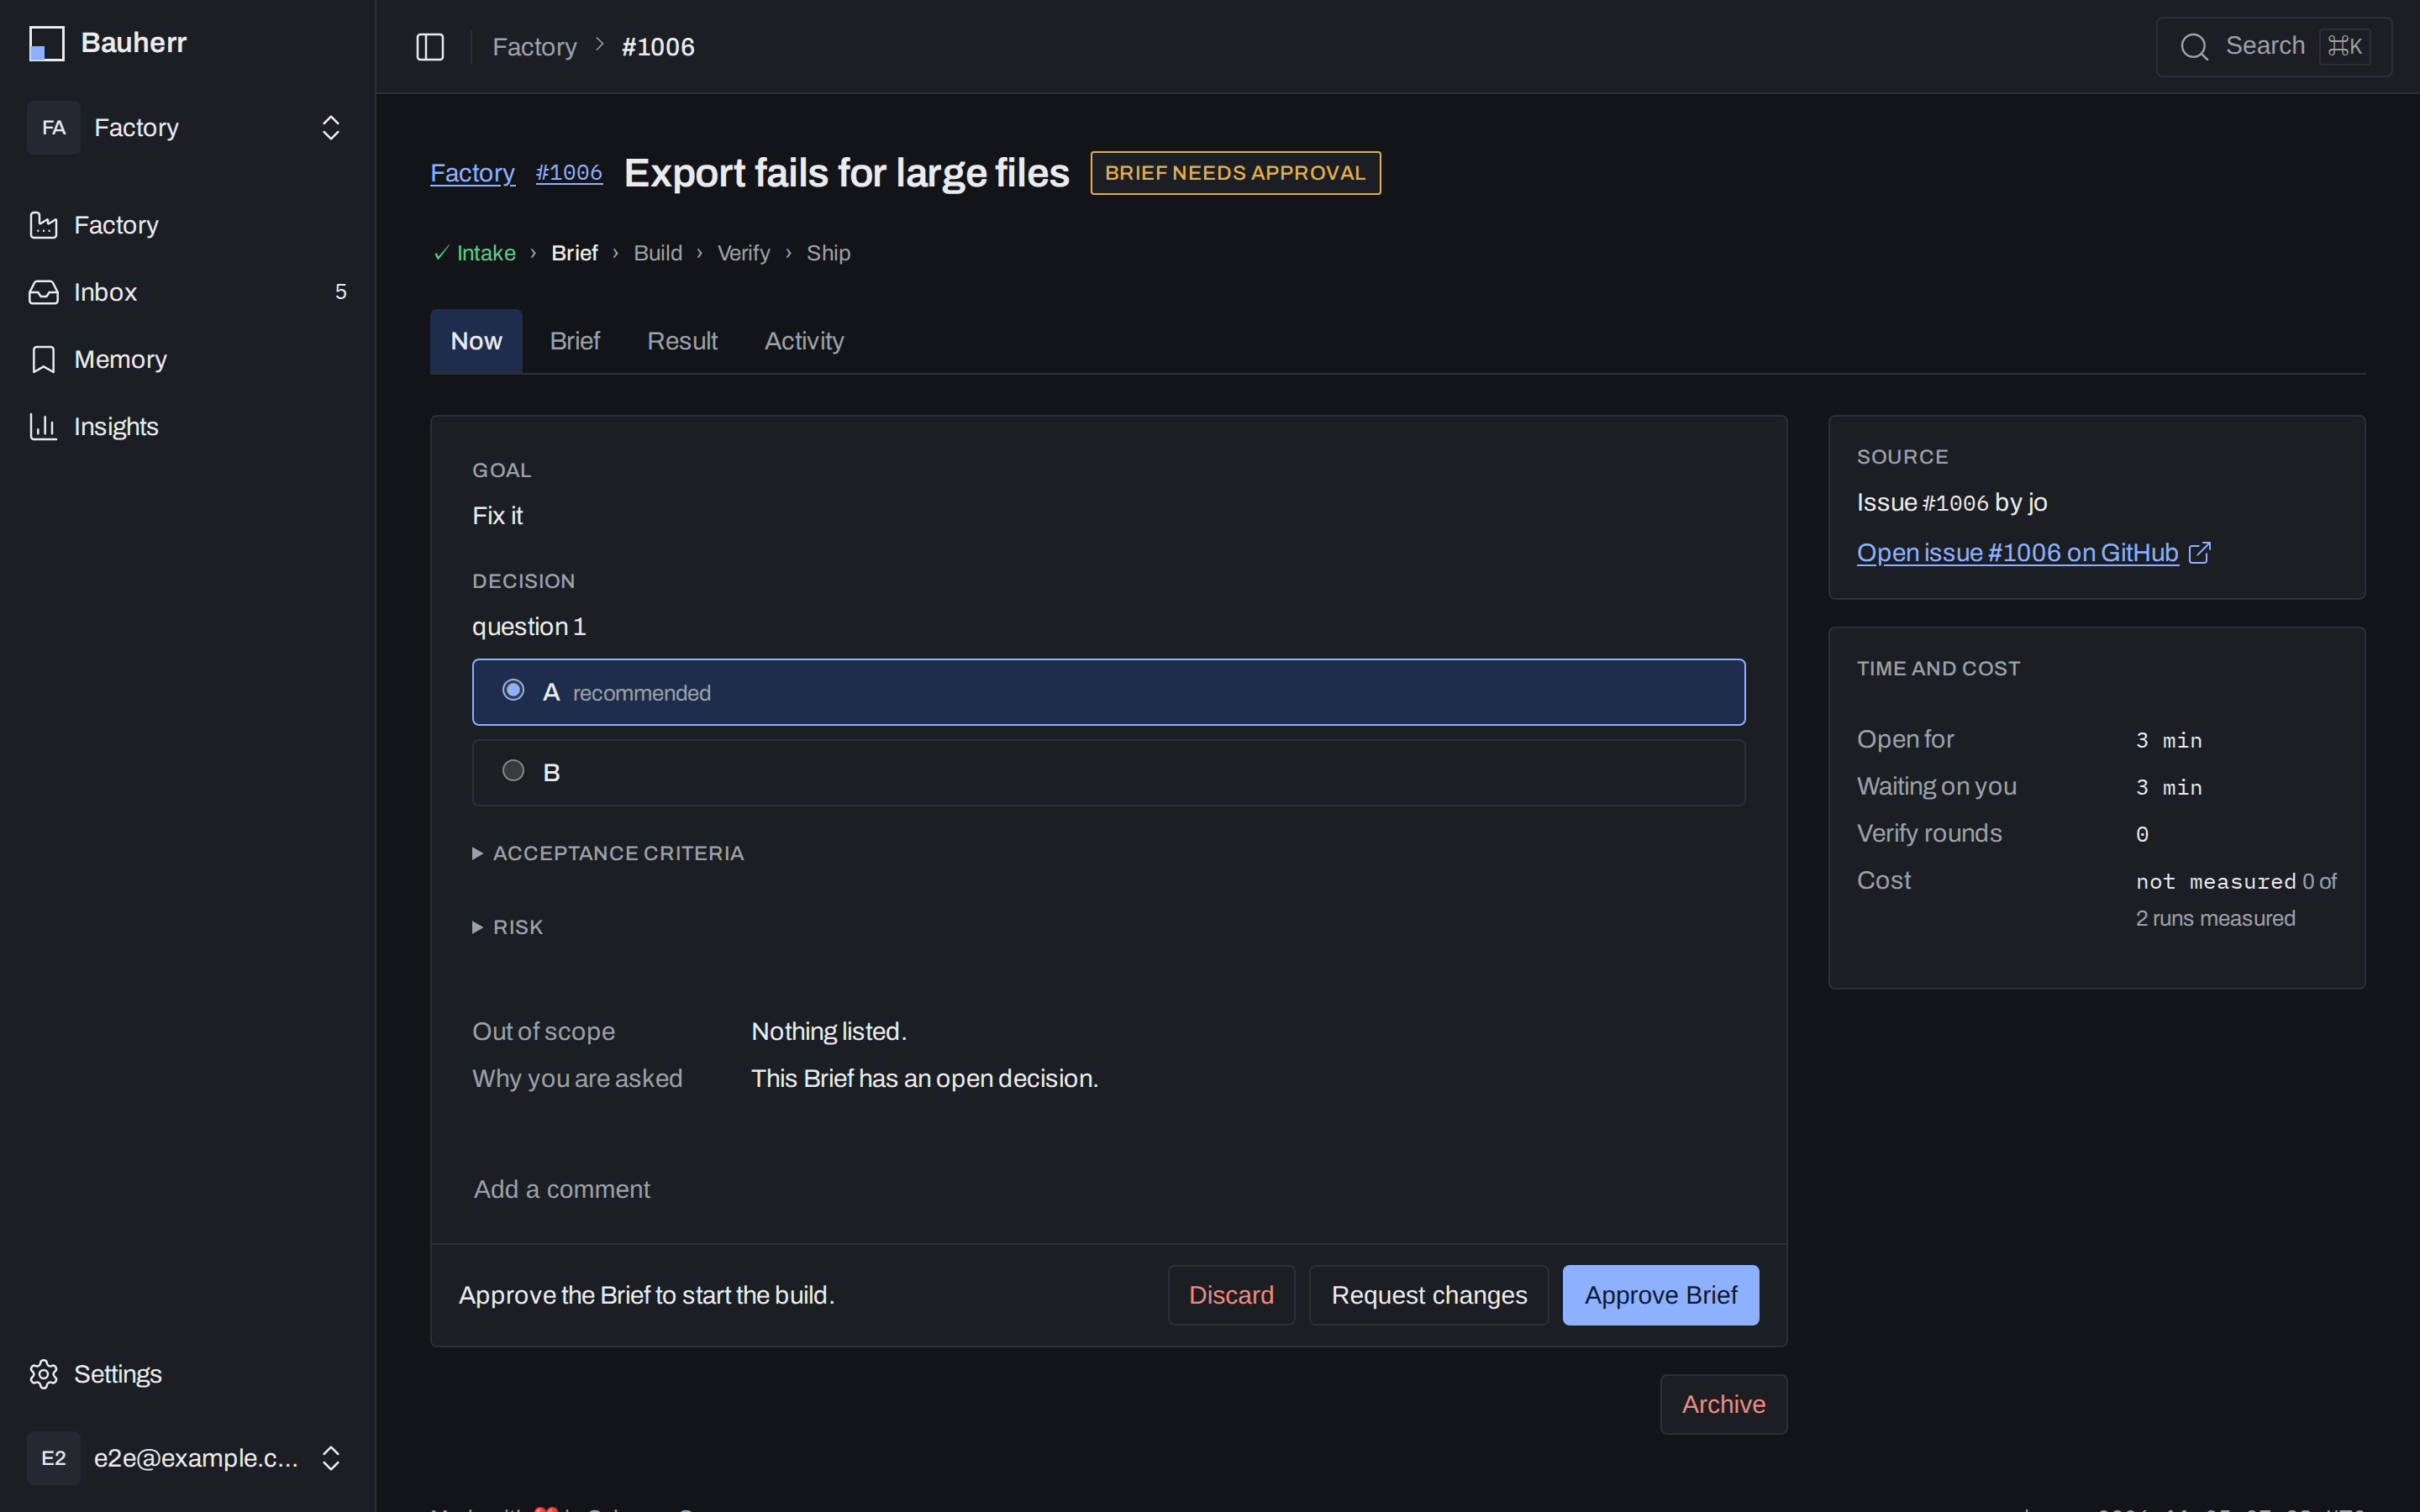 Bauherr
FA Factory
Factory
Inbox 5
Memory
Insights
Settings
E2 e2e@example.c...
Factory > #1006
Search ⌘K
Factory #1006 Export fails for large files BRIEF NEEDS APPROVAL
✓ Intake › Brief › Build › Verify › Ship
Now Brief Result Activity
GOAL
Fix it
DECISION
question 1
A recommended
B
ACCEPTANCE CRITERIA
RISK
Out of scope Nothing listed.
Why you are asked This Brief has an open decision.
Add a comment
Approve the Brief to start the build. Discard Request changes Approve Brief
Archive
SOURCE
Issue #1006 by jo
Open issue #1006 on GitHub
TIME AND COST
Open for 3 min
Waiting on you 3 min
Verify rounds 0
Cost not measured 0 of
2 runs measured